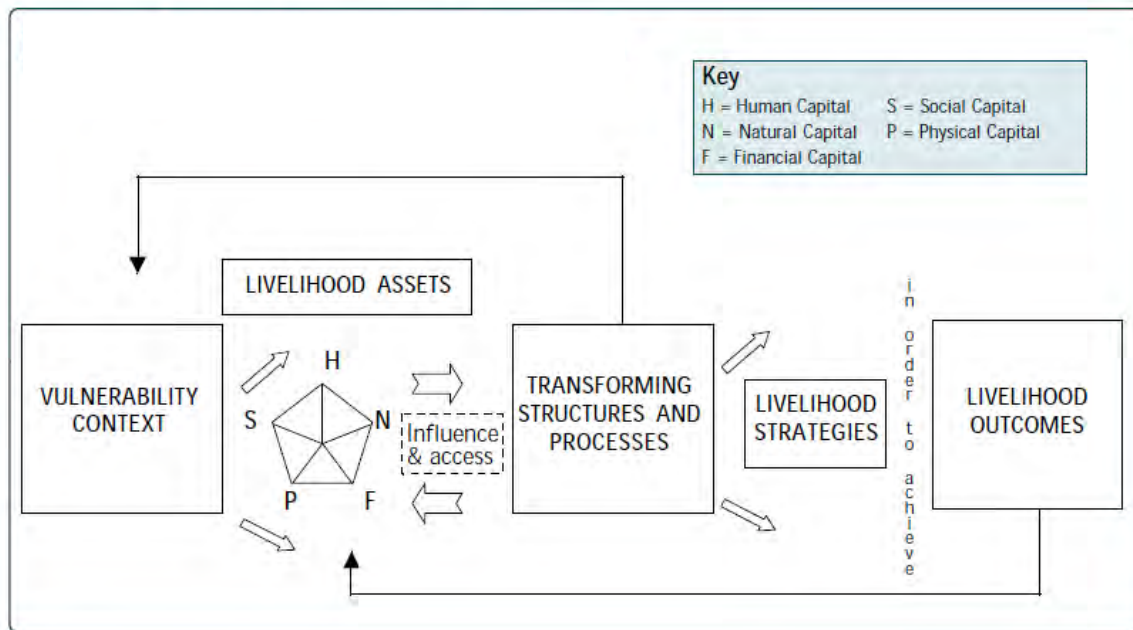 Key
H = Human Capital S = Social Capital
N = Natural Capital P = Physical Capital
F = Financial Capital
LIVELIHOOD ASSETS
VULNERABILITY
CONTEXT
H
S
N
P
F
Influence
& access
TRANSFORMING
STRUCTURES AND
PROCESSES
LIVELIHOOD
STRATEGIES
in order to achieve
LIVELIHOOD
OUTCOMES